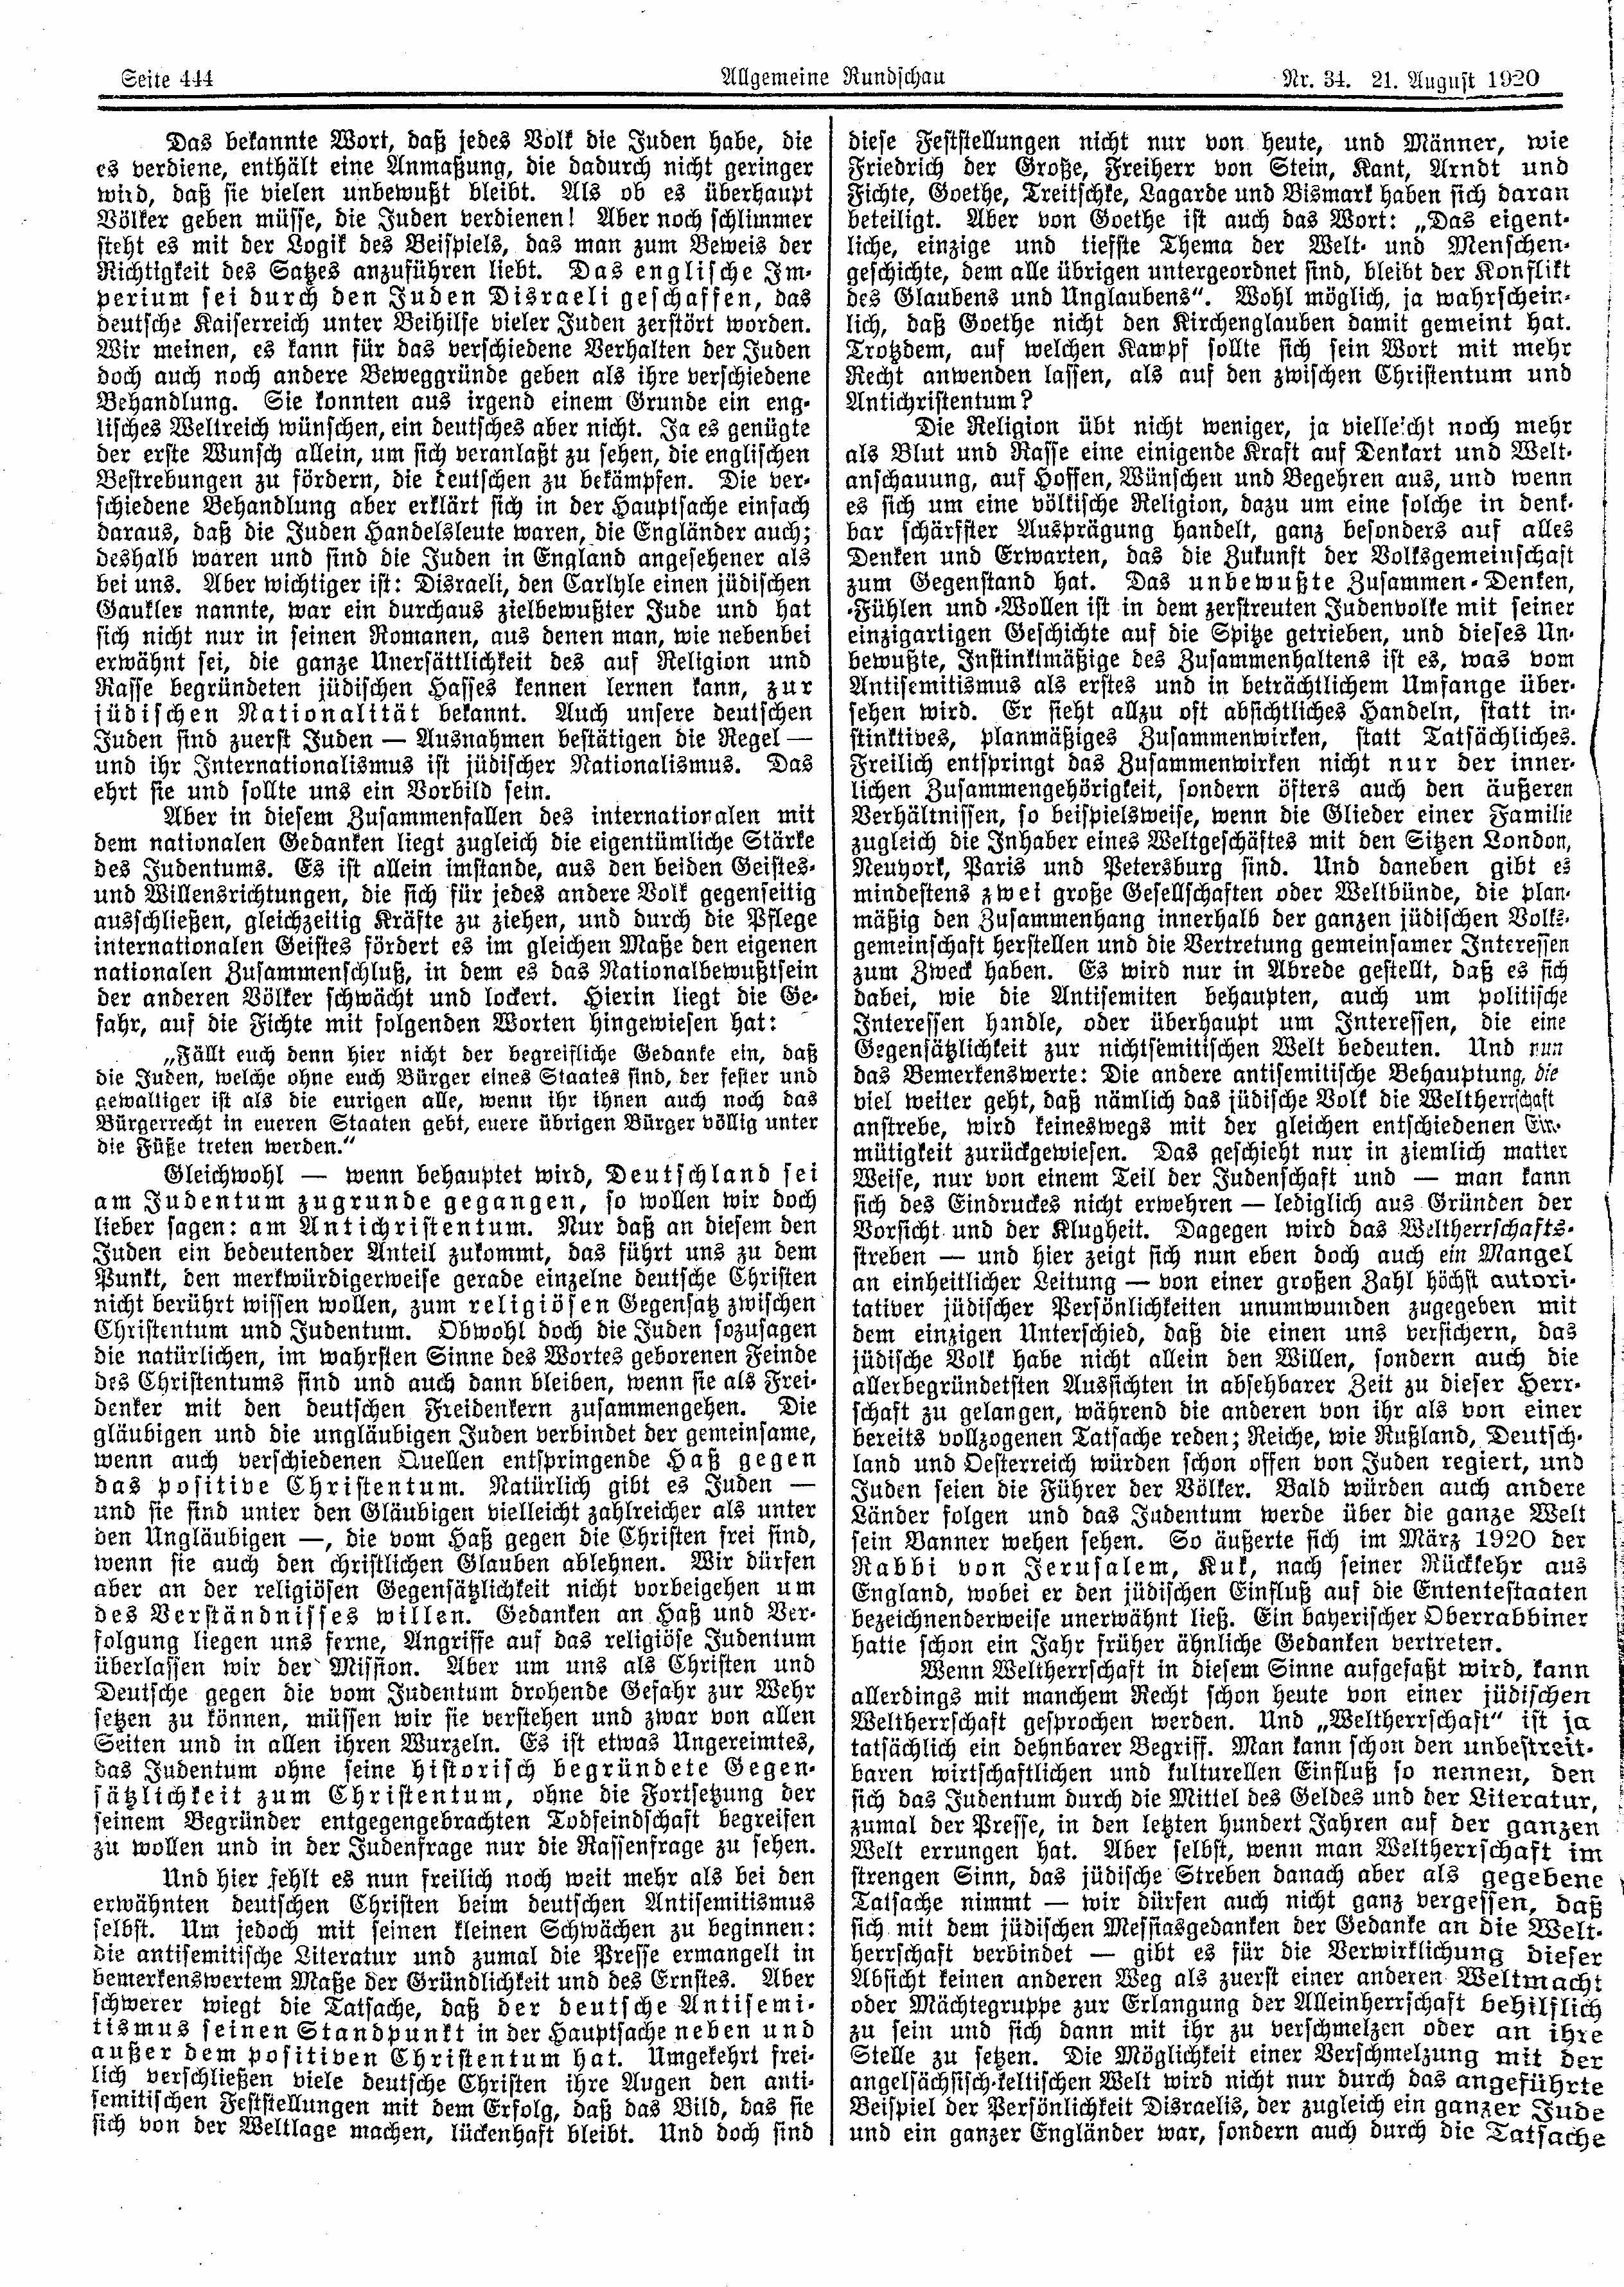 Seite 444
Allgemeine Rundschau
Nr. 34. 21. August 1920
Das bekannte Wort, daß jedes Volk die Juden habe, die
es verdiene, enthält eine Anmaßung, die dadurch nicht geringer
wird, daß sie vielen unbewußt bleibt. Als ob es überhaupt
Völker geben müsse, die Juden verdienen! Aber noch schlimmer
steht es mit der Logik des Beispiels, das man zum Beweis der
Richtigkeit des Satzes anzuführen liebt. Das englische Im-
perium sei durch den Juden Disraeli geschaffen, das
deutsche Kaiserreich unter Beihilfe vieler Juden zerstört worden.
Wir meinen, es kann für das verschiedene Verhalten der Juden
doch auch noch andere Beweggründe geben als ihre verschiedene
Behandlung. Sie konnten aus irgend einem Grunde ein eng-
lisches Weltreich wünschen, ein deutsches aber nicht. Ja es genügte
der erste Wunsch allein, um sich veranlaßt zu sehen, die englischen
Bestrebungen zu fördern, die deutschen zu bekämpfen. Die ver-
schiedene Behandlung aber erklärt sich in der Hauptsache einfach
daraus, daß die Juden Handelsleute waren, die Engländer auch;
deshalb waren und sind die Juden in England angesehener als
bei uns. Aber wichtiger ist: Disraeli, den Carlyle einen jüdischen
Gaukler nannte, war ein durchaus zielbewußter Jude und hat
sich nicht nur in seinen Romanen, aus denen man, wie nebenbei
erwähnt sei, die ganze Unersättlichkeit des auf Religion und
Rasse begründeten jüdischen Hasses kennen lernen kann, zur
jüdischen Nationalität bekannt. Auch unsere deutschen
Juden sind zuerst Juden — Ausnahmen bestätigen die Regel —
und ihr Internationalismus ist jüdischer Nationalismus. Das
ehrt sie und sollte uns ein Vorbild sein.
Aber in diesem Zusammenfallen des internationalen mit
dem nationalen Gedanken liegt zugleich die eigentümliche Stärke
des Judentums. Es ist allein imstande, aus den beiden Geistes-
und Willensrichtungen, die sich für jedes andere Volk gegenseitig
ausschließen, gleichzeitig Kräfte zu ziehen, und durch die Pflege
internationalen Geistes fördert es im gleichen Maße den eigenen
nationalen Zusammenschluß, in dem es das Nationalbewußtsein
der anderen Völker schwächt und lockert. Hierin liegt die Ge-
fahr, auf die Fichte mit folgenden Worten hingewiesen hat:
„Fällt euch denn hier nicht der begreifliche Gedanke ein, daß
die Juden, welche ohne euch Bürger eines Staates sind, der fester und
gewaltiger ist als die eurigen alle, wenn ihr ihnen auch noch das
Bürgerrecht in eueren Staaten gebt, euere übrigen Bürger völlig unter
die Füße treten werden.“
Gleichwohl — wenn behauptet wird, Deutschland sei
am Judentum zugrunde gegangen, so wollen wir doch
lieber sagen: am Antichristentum. Nur daß an diesem den
Juden ein bedeutender Anteil zukommt, das führt uns zu dem
Punkt, den merkwürdigerweise gerade einzelne deutsche Christen
nicht berührt wissen wollen, zum religiösen Gegensatz zwischen
Christentum und Judentum. Obwohl doch die Juden sozusagen
die natürlichen, im wahrsten Sinne des Wortes geborenen Feinde
des Christentums sind und auch dann bleiben, wenn sie als Frei-
denker mit den deutschen Freidenkern zusammengehen. Die
gläubigen und die ungläubigen Juden verbindet der gemeinsame,
wenn auch verschiedenen Quellen entspringende Haß gegen
das positive Christentum. Natürlich gibt es Juden —
und sie sind unter den Gläubigen vielleicht zahlreicher als unter
den Ungläubigen —, die vom Haß gegen die Christen frei sind,
wenn sie auch den christlichen Glauben ablehnen. Wir dürfen
aber an der religiösen Gegensätzlichkeit nicht vorbeigehen um
des Verständnisses willen. Gedanken an Haß und Ver-
folgung liegen uns ferne, Angriffe auf das religiöse Judentum
überlassen wir der Mission. Aber um uns als Christen und
Deutsche gegen die vom Judentum drohende Gefahr zur Wehr
setzen zu können, müssen wir sie verstehen und zwar von allen
Seiten und in allen ihren Wurzeln. Es ist etwas Ungereimtes,
das Judentum ohne seine historisch begründete Gegen-
sätzlichkeit zum Christentum, ohne die Fortsetzung der
seinem Begründer entgegengebrachten Todfeindschaft begreifen
zu wollen und in der Judenfrage nur die Rassenfrage zu sehen.
Und hier fehlt es nun freilich noch weit mehr als bei den
erwähnten deutschen Christen beim deutschen Antisemitismus
selbst. Um jedoch mit seinen kleinen Schwächen zu beginnen:
die antisemitische Literatur und zumal die Presse ermangelt in
bemerkenswertem Maße der Gründlichkeit und des Ernstes. Aber
schwerer wiegt die Tatsache, daß der deutsche Antisemi-
tismus seinen Standpunkt in der Hauptsache neben und
außer dem positiven Christentum hat. Umgekehrt frei-
lich verschließen viele deutsche Christen ihre Augen den anti-
semitischen Feststellungen mit dem Erfolg, daß das Bild, das sie
sich von der Weltlage machen, lückenhaft bleibt. Und doch sind
diese Feststellungen nicht nur von heute, und Männer, wie
Friedrich der Große, Freiherr von Stein, Kant, Arndt und
Fichte, Goethe, Treitschke, Lagarde und Bismark haben sich daran
beteiligt. Aber von Goethe ist auch das Wort: „Das eigent-
liche, einzige und tiefste Thema der Welt- und Menschen-
geschichte, dem alle übrigen untergeordnet sind, bleibt der Konflikt
des Glaubens und Unglaubens“. Wohl möglich, ja wahrschein-
lich, daß Goethe nicht den Kirchenglauben damit gemeint hat.
Trotzdem, auf welchen Kampf sollte sich sein Wort mit mehr
Recht anwenden lassen, als auf den zwischen Christentum und
Antichristentum?
Die Religion übt nicht weniger, ja vielleicht noch mehr
als Blut und Rasse eine einigende Kraft auf Denkart und Welt-
anschauung, auf Hoffen, Wünschen und Begehren aus, und wenn
es sich um eine völkische Religion, dazu um eine solche in denk-
bar schärfster Ausprägung handelt, ganz besonders auf alles
Denken und Erwarten, das die Zukunft der Volksgemeinschaft
zum Gegenstand hat. Das unbewußte Zusammen-Denken,
-Fühlen und -Wollen ist in dem zerstreuten Judenvolke mit seiner
einzigartigen Geschichte auf die Spitze getrieben, und dieses Un-
bewußte, Instinktmäßige des Zusammenhaltens ist es, was vom
Antisemitismus als erstes und in beträchtlichem Umfange über-
sehen wird. Er sieht allzu oft absichtliches Handeln, statt in-
stinktives, planmäßiges Zusammenwirken, statt Tatsächliches.
Freilich entspringt das Zusammenwirken nicht nur der inner-
lichen Zusammengehörigkeit, sondern öfters auch den äußeren
Verhältnissen, so beispielsweise, wenn die Glieder einer Familie
zugleich die Inhaber eines Weltgeschäftes mit den Sitzen London,
Neuyork, Paris und Petersburg sind. Und daneben gibt es
mindestens zwei große Gesellschaften oder Weltbünde, die plan-
mäßig den Zusammenhang innerhalb der ganzen jüdischen Volks-
gemeinschaft herstellen und die Vertretung gemeinsamer Interessen
zum Zweck haben. Es wird nur in Abrede gestellt, daß es sich
dabei, wie die Antisemiten behaupten, auch um politische
Interessen handle, oder überhaupt um Interessen, die eine
Gegensätzlichkeit zur nichtsemitischen Welt bedeuten. Und nun
das Bemerkenswerte: Die andere antisemitische Behauptung, die
viel weiter geht, daß nämlich das jüdische Volk die Weltherrschaft
anstrebe, wird keineswegs mit der gleichen entschiedenen Ein-
mütigkeit zurückgewiesen. Das geschieht nur in ziemlich matter
Weise, nur von einem Teil der Judenschaft und — man kann
sich des Eindruckes nicht erwehren — lediglich aus Gründen der
Vorsicht und der Klugheit. Dagegen wird das Weltherrschafts-
streben — und hier zeigt sich nun eben doch auch ein Mangel
an einheitlicher Leitung — von einer großen Zahl höchst autori-
tativer jüdischer Persönlichkeiten unumwunden zugegeben mit
dem einzigen Unterschied, daß die einen uns versichern, das
jüdische Volk habe nicht allein den Willen, sondern auch die
allerbegründetsten Aussichten in absehbarer Zeit zu dieser Herr-
schaft zu gelangen, während die anderen von ihr als von einer
bereits vollzogenen Tatsache reden; Reiche, wie Rußland, Deutsch-
land und Oesterreich würden schon offen von Juden regiert, und
Juden seien die Führer der Völker. Bald würden auch andere
Länder folgen und das Judentum werde über die ganze Welt
sein Banner wehen sehen. So äußerte sich im März 1920 der
Rabbi von Jerusalem, Kuk, nach seiner Rückkehr aus
England, wobei er den jüdischen Einfluß auf die Ententestaaten
bezeichnenderweise unerwähnt ließ. Ein bayerischer Oberrabbiner
hatte schon ein Jahr früher ähnliche Gedanken vertreten.
Wenn Weltherrschaft in diesem Sinne aufgefaßt wird, kann
allerdings mit manchem Recht schon heute von einer jüdischen
Weltherrschaft gesprochen werden. Und „Weltherrschaft“ ist ja
tatsächlich ein dehnbarer Begriff. Man kann schon den unbestreit-
baren wirtschaftlichen und kulturellen Einfluß so nennen, den
sich das Judentum durch die Mittel des Geldes und der Literatur,
zumal der Presse, in den letzten hundert Jahren auf der ganzen
Welt errungen hat. Aber selbst, wenn man Weltherrschaft im
strengen Sinn, das jüdische Streben danach aber als gegebene
Tatsache nimmt — wir dürfen auch nicht ganz vergessen, daß
sich mit dem jüdischen Messiasgedanken der Gedanke an die Welt-
herrschaft verbindet — gibt es für die Verwirklichung dieser
Absicht keinen anderen Weg als zuerst einer anderen Weltmacht
oder Mächtegruppe zur Erlangung der Alleinherrschaft behilflich
zu sein und sich dann mit ihr zu verschmelzen oder an ihre
Stelle zu setzen. Die Möglichkeit einer Verschmelzung mit der
angelsächsisch-keltischen Welt wird nicht nur durch das angeführte
Beispiel der Persönlichkeit Disraelis, der zugleich ein ganzer Jude
und ein ganzer Engländer war, sondern auch durch die Tatsache